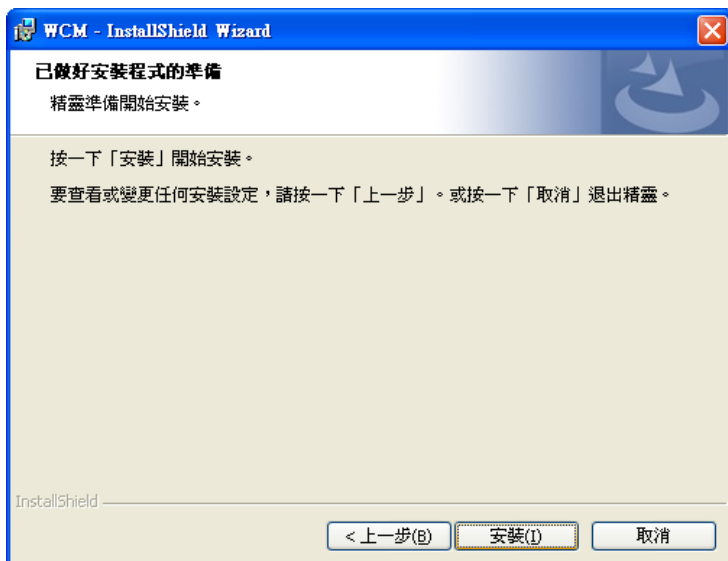 WCM - InstallShield Wizard
已做好安裝程式的準備
精靈準備開始安裝。
按一下「安裝」開始安裝。
要查看或變更任何安裝設定，請按一下「上一步」。或按一下「取消」退出精靈。
InstallShield
< 上一步(B)
安裝(I)
取消